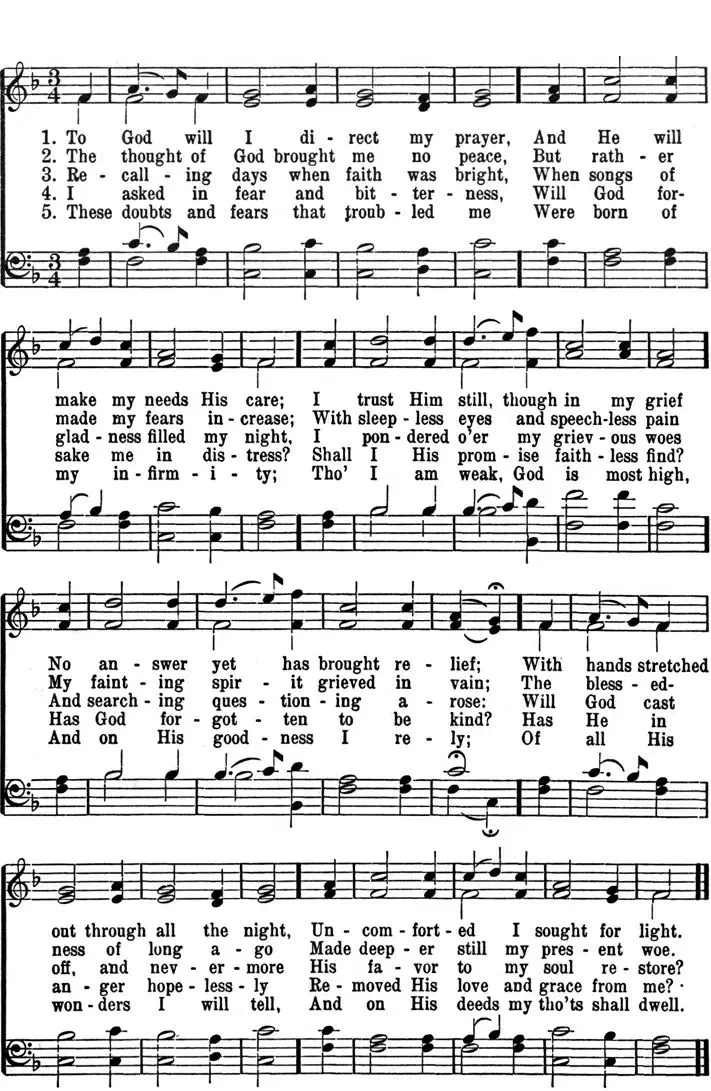 1. To God will I di - rect my prayer, And He will
2. The thought of God brought me no peace, But rath - er
3. Re - call - ing days when faith was bright, When songs of
4. I asked in fear and bit - ter - ness, Will God for-
5. These doubts and fears that troub - led me Were born of
make my needs His care; I trust Him still, though in my grief
made my fears in - crease; With sleep - less eyes and speech-less pain
glad - ness filled my night, I pon - dered o'er my griev - ous woes
sake me in dis - tress? Shall I His prom - ise faith - less find?
my in - firm - i - ty; Tho' I am weak, God is most high,
No an - swer yet has brought re - lief; With hands stretched
My faint - ing spir - it grieved in vain; The bless - ed-
And search - ing ques - tion - ing a - rose: Will God cast
Has God for - got - ten to be kind? Has He in
And on His good - ness I re - ly; Of all His
out through all the night, Un - com - fort - ed I sought for light.
ness of long a - go Made deep - er still my pres - ent woe.
off, and nev - er - more His fa - vor to my soul re - store?
an - ger hope - less - ly Re - moved His love and grace from me?
won - ders I will tell, And on His deeds my tho'ts shall dwell.